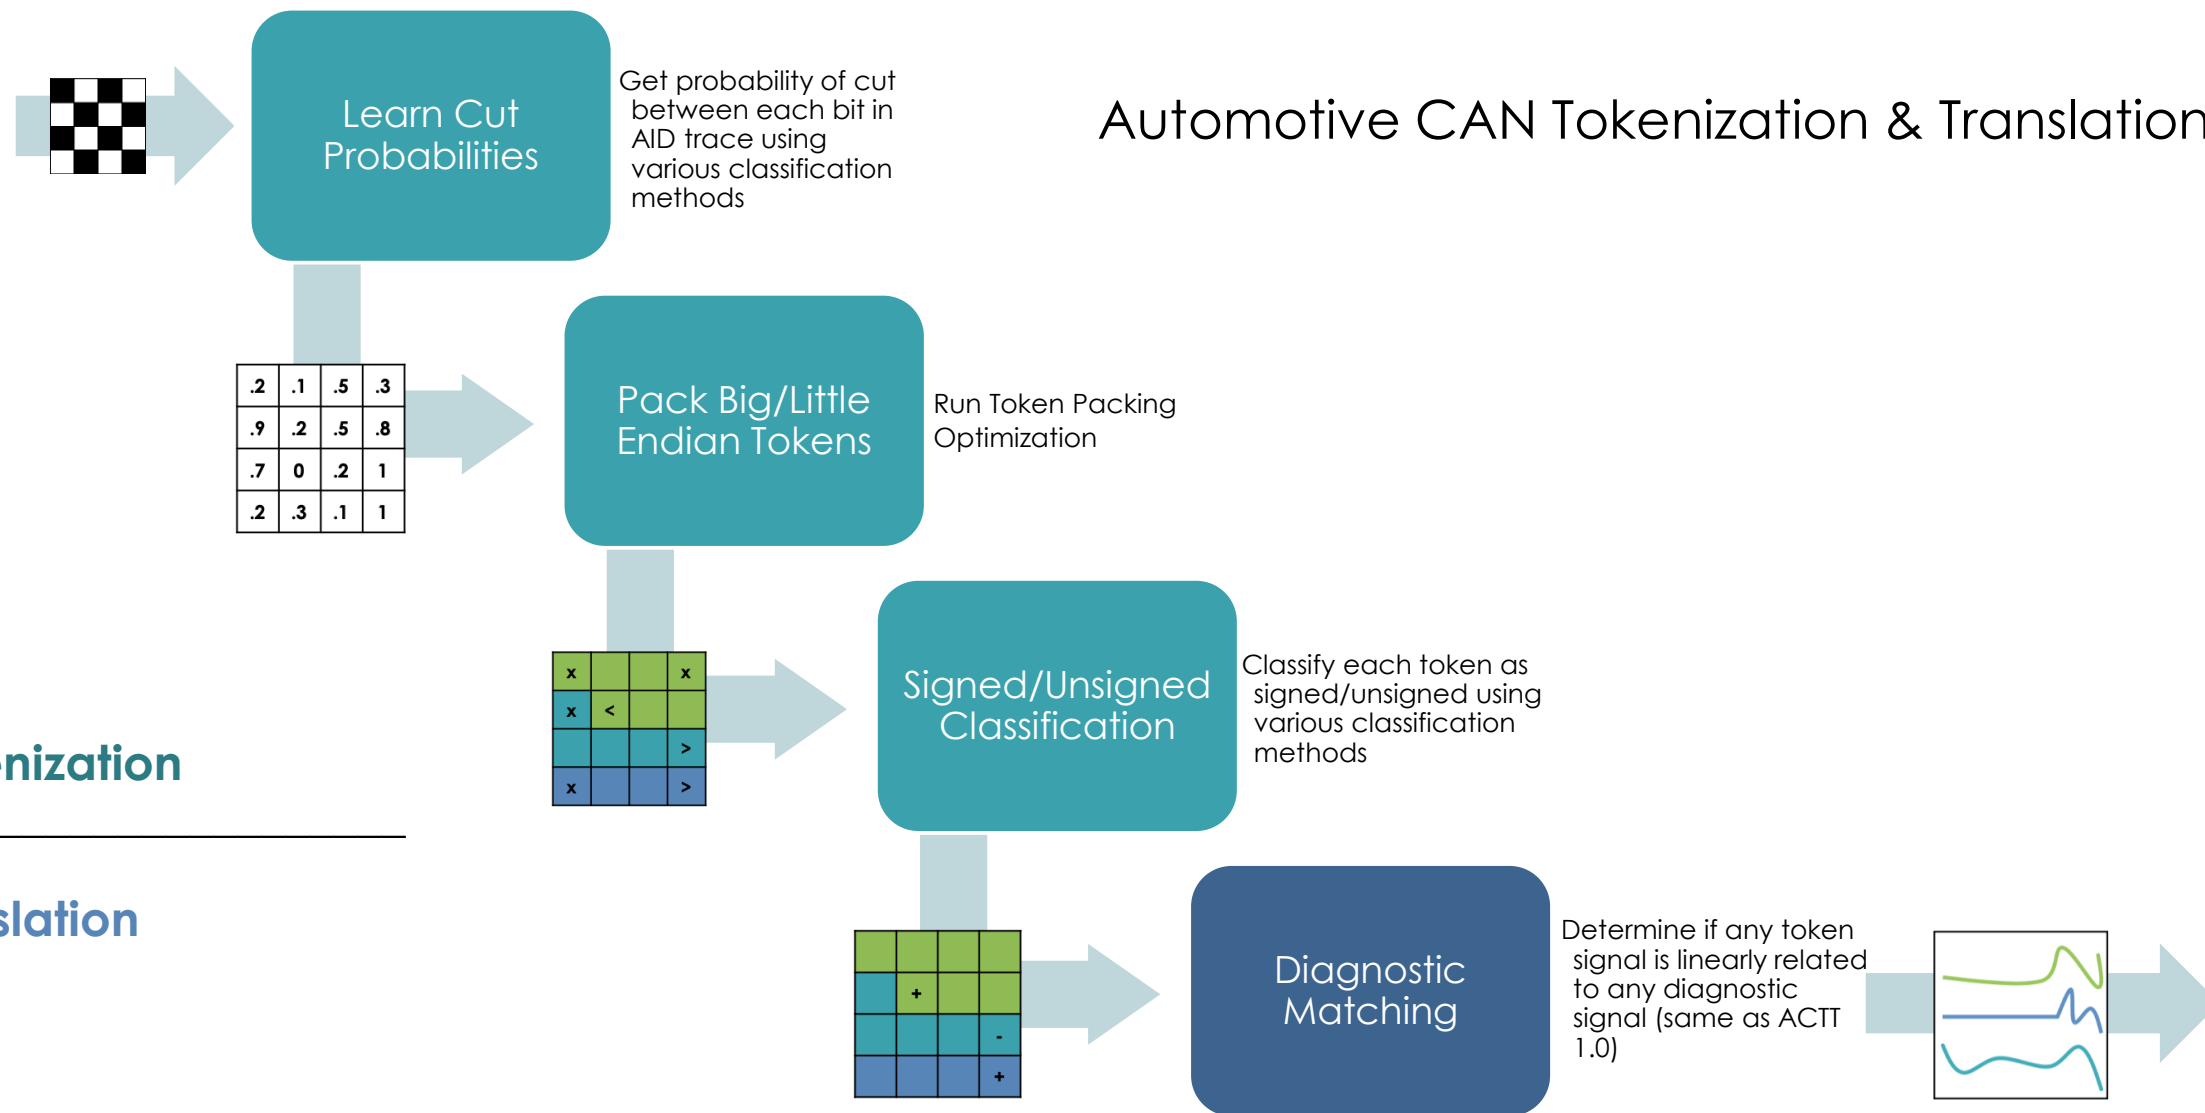 Automotive CAN Tokenization & Translation
Learn Cut
Probabilities
Get probability of cut
between each bit in
AID trace using
various classification
methods
.2 .1 .5 .3
.9 .2 .5 .8
.7 0 .2 1
.2 .3 .1 1
Pack Big/Little
Endian Tokens
Run Token Packing
Optimization
x x
x <
>
x >
Signed/Unsigned
Classification
Classify each token as
signed/unsigned using
various classification
methods
enization
slation
+
-
+
Diagnostic
Matching
Determine if any token
signal is linearly related
to any diagnostic
signal (same as ACTT
1.0)